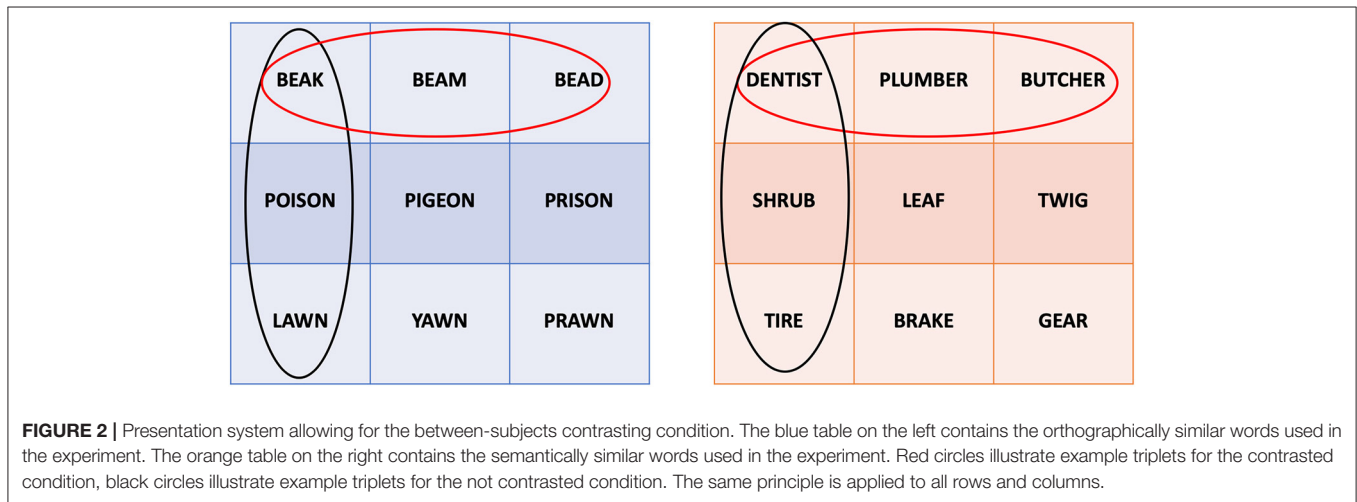 BEAK BEAM BEAD
POISON PIGEON PRISON
LAWN YAWN PRAWN
DENTIST PLUMBER BUTCHER
SHRUB LEAF TWIG
TIRE BRAKE GEAR
FIGURE 2 | Presentation system allowing for the between-subjects contrasting condition. The blue table on the left contains the orthographically similar words used in
the experiment. The orange table on the right contains the semantically similar words used in the experiment. Red circles illustrate example triplets for the contrasted
condition, black circles illustrate example triplets for the not contrasted condition. The same principle is applied to all rows and columns.